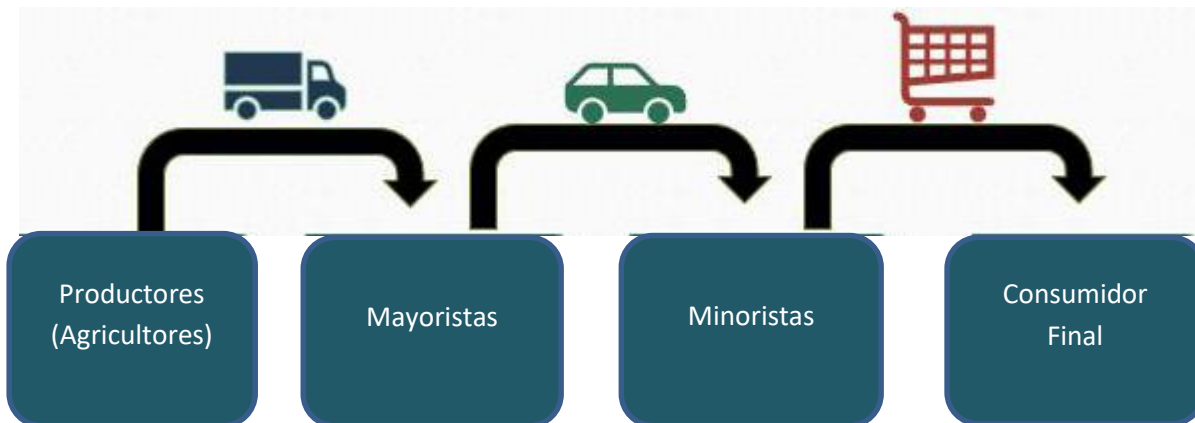 Productores
(Agricultores)
Mayoristas
Minoristas
Consumidor
Final